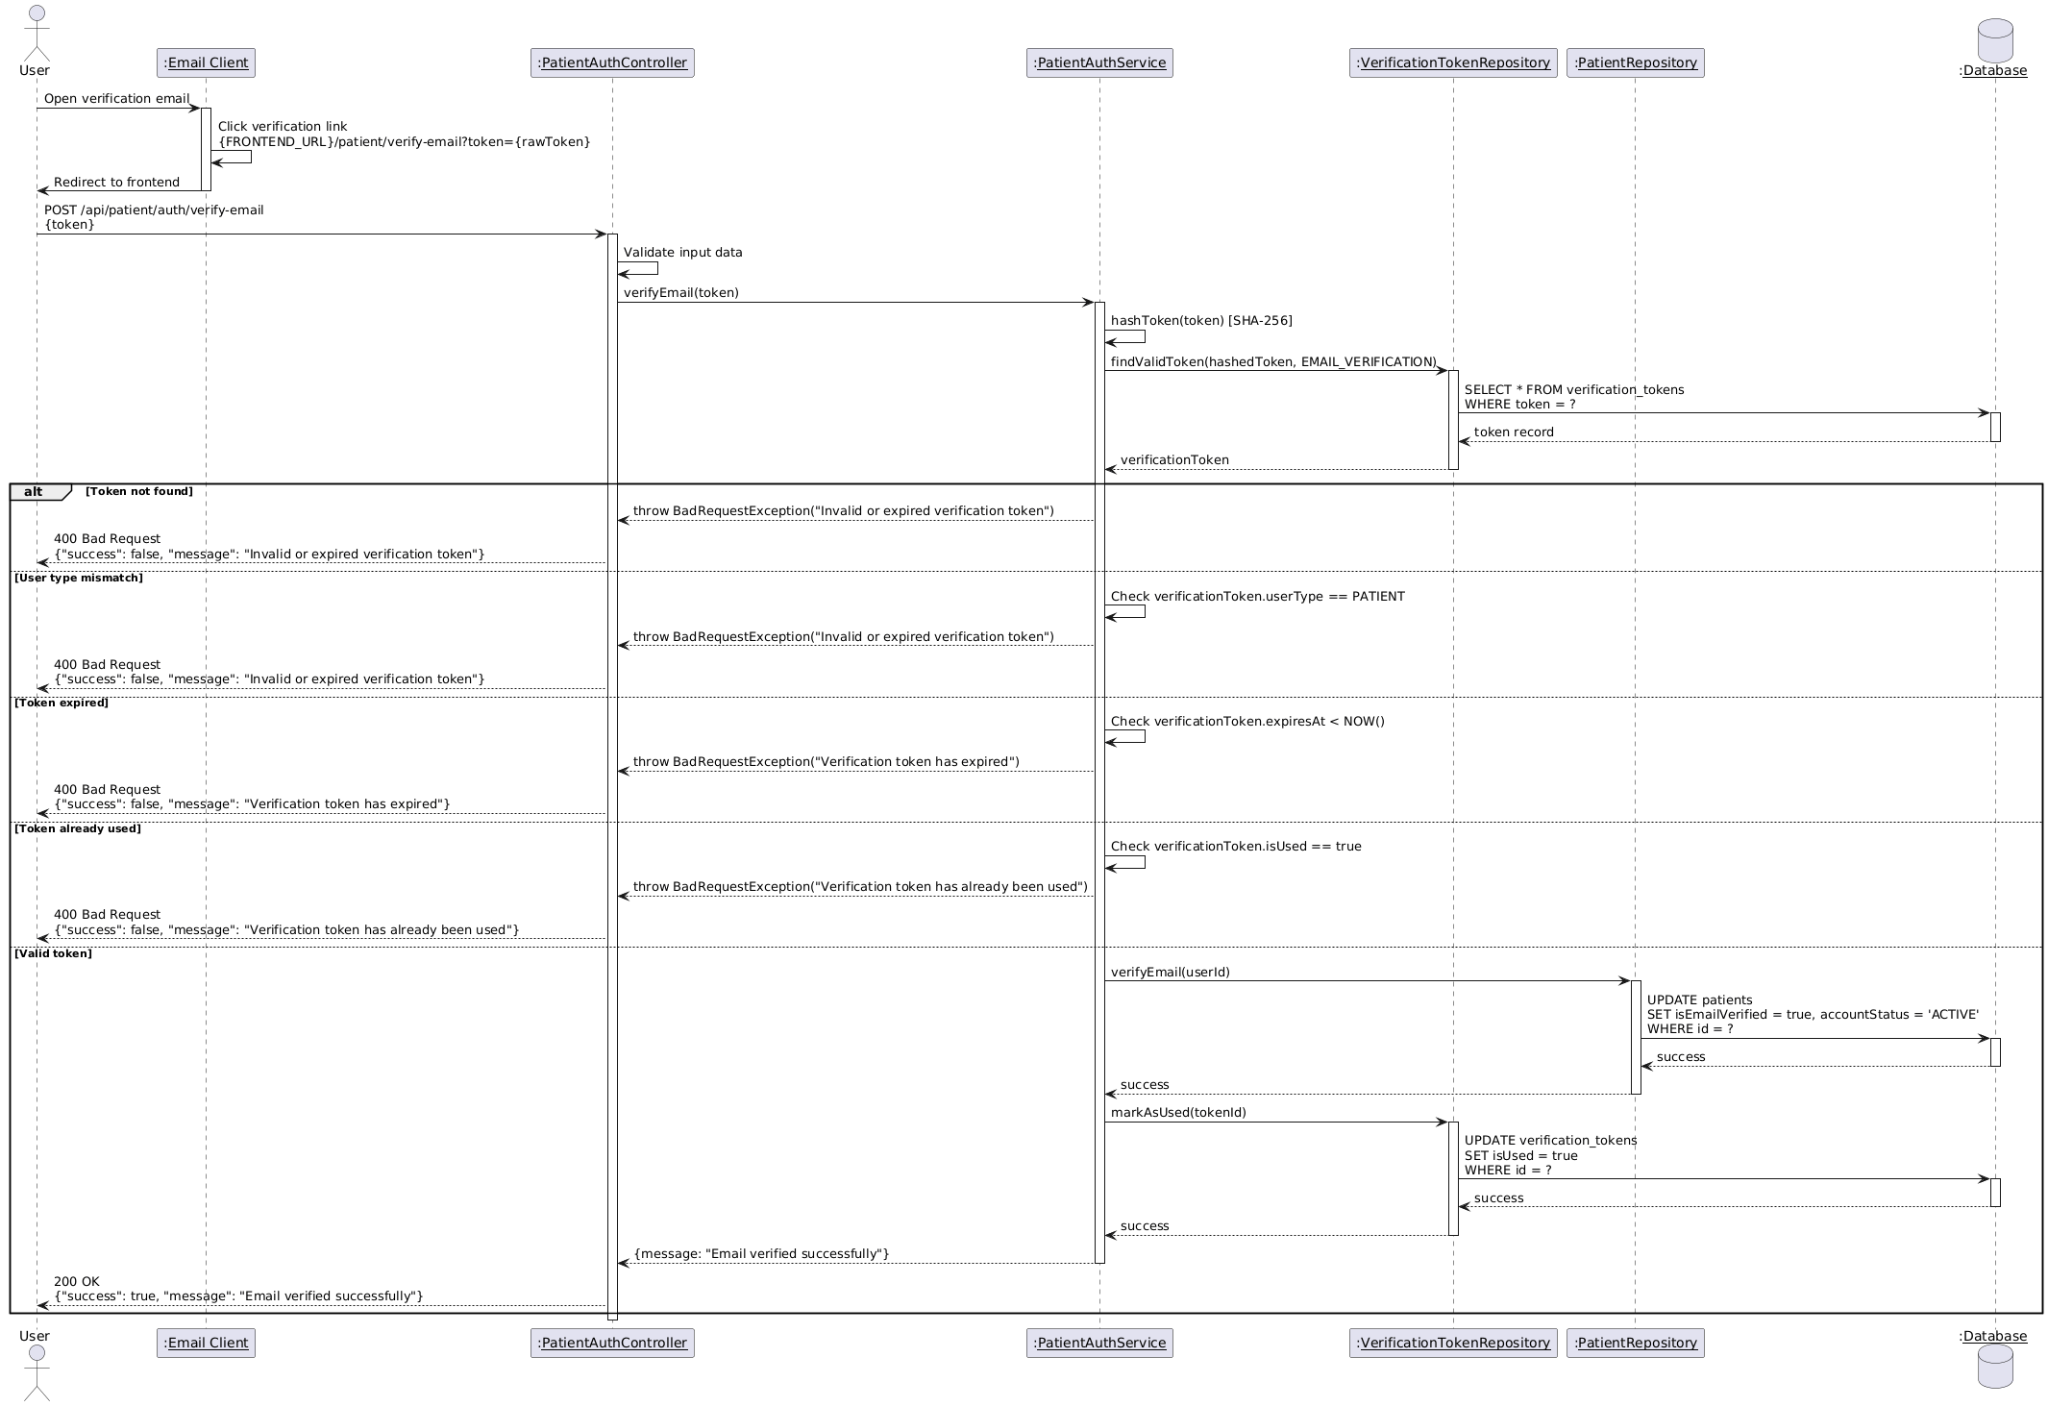 User
:Email Client
:PatientAuthController
:PatientAuthService
:VerificationTokenRepository
:PatientRepository
:Database
Open verification email
Click verification link
{FRONTEND_URL}/patient/verify-email?token={rawToken}
Redirect to frontend
POST /api/patient/auth/verify-email
{token}
Validate input data
verifyEmail(token)
hashToken(token) [SHA-256]
findValidToken(hashedToken, EMAIL_VERIFICATION)
SELECT * FROM verification_tokens
WHERE token = ?
token record
verificationToken
alt [Token not found]
throw BadRequestException("Invalid or expired verification token")
400 Bad Request
{"success": false, "message": "Invalid or expired verification token"}
[User type mismatch]
Check verificationToken.userType == PATIENT
throw BadRequestException("Invalid or expired verification token")
400 Bad Request
{"success": false, "message": "Invalid or expired verification token"}
[Token expired]
Check verificationToken.expiresAt < NOW()
throw BadRequestException("Verification token has expired")
400 Bad Request
{"success": false, "message": "Verification token has expired"}
[Token already used]
Check verificationToken.isUsed == true
throw BadRequestException("Verification token has already been used")
400 Bad Request
{"success": false, "message": "Verification token has already been used"}
[Valid token]
verifyEmail(userId)
UPDATE patients
SET isEmailVerified = true, accountStatus = 'ACTIVE'
WHERE id = ?
success
success
markAsUsed(tokenId)
UPDATE verification_tokens
SET isUsed = true
WHERE id = ?
success
success
{message: "Email verified successfully"}
200 OK
{"success": true, "message": "Email verified successfully"}
User
:Email Client
:PatientAuthController
:PatientAuthService
:VerificationTokenRepository
:PatientRepository
:Database